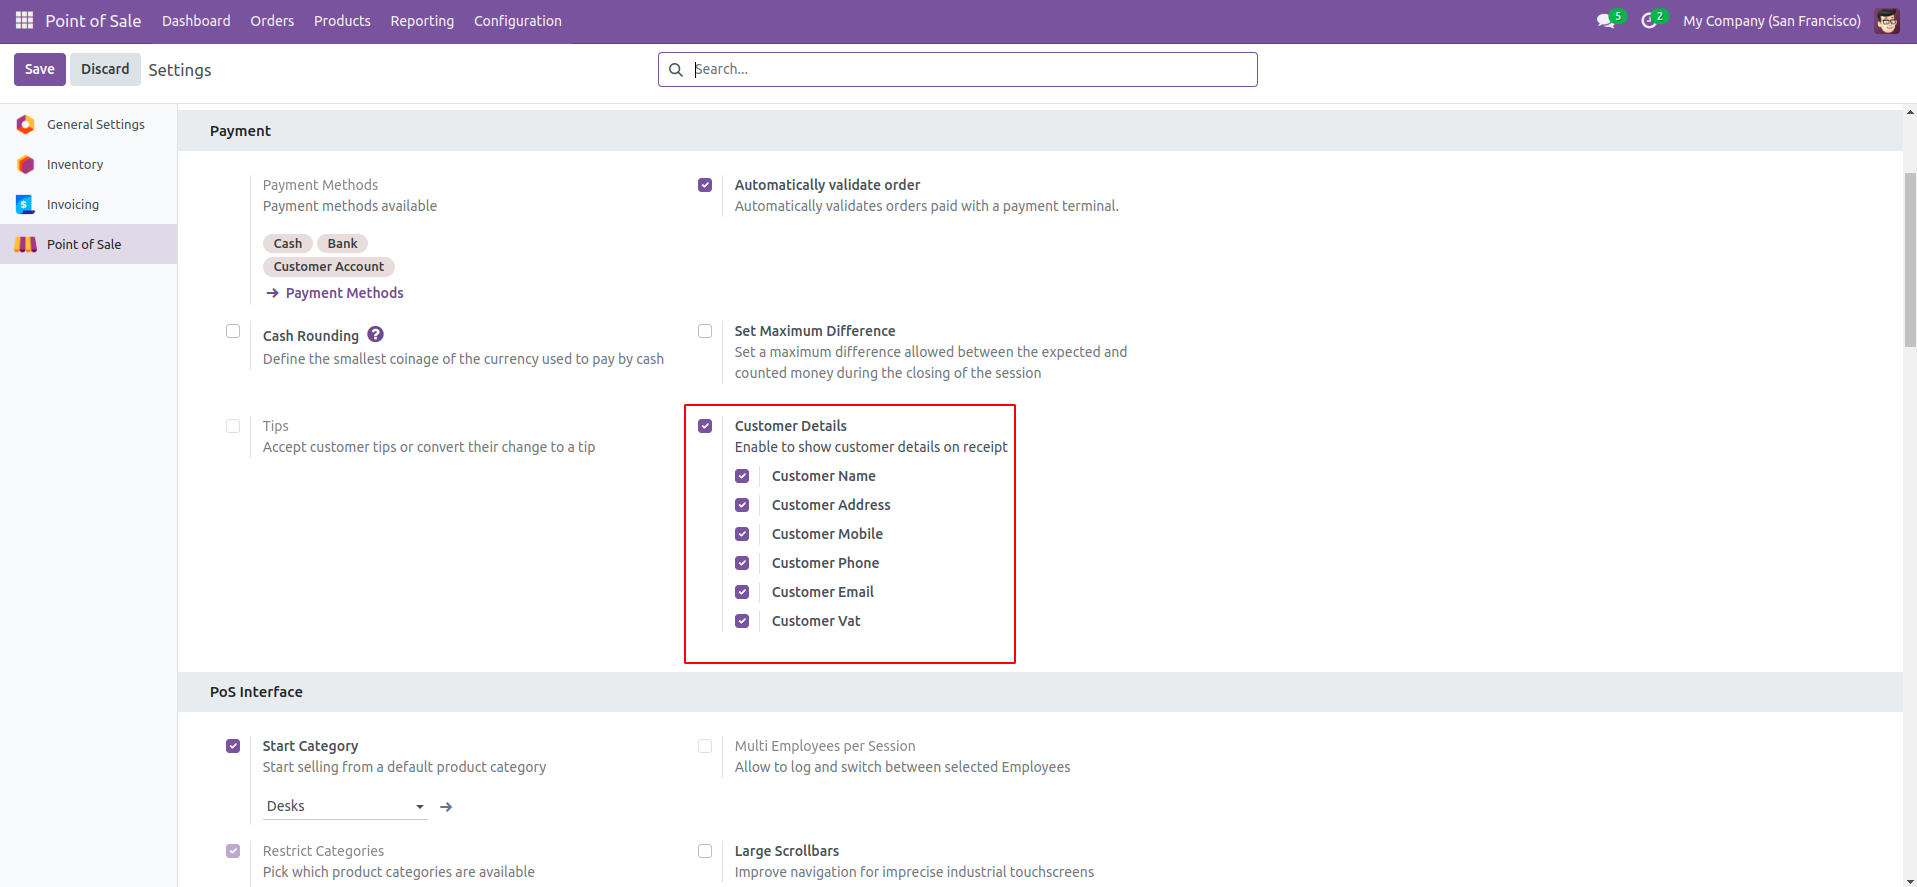 Point of Sale Dashboard Orders Products Reporting Configuration 5 2 My Company (San Francisco)
Save Discard Settings Search...
General Settings
Inventory
Invoicing
$
Point of Sale
Payment
Payment Methods
Payment methods available
Cash Bank
Customer Account
→ Payment Methods
Automatically validate order
Automatically validates orders paid with a payment terminal.
Cash Rounding ?
Define the smallest coinage of the currency used to pay by cash
Set Maximum Difference
Set a maximum difference allowed between the expected and
counted money during the closing of the session
Tips
Accept customer tips or convert their change to a tip
Customer Details
Enable to show customer details on receipt
Customer Name
Customer Address
Customer Mobile
Customer Phone
Customer Email
Customer Vat
PoS Interface
Start Category
Start selling from a default product category
Desks
Multi Employees per Session
Allow to log and switch between selected Employees
Restrict Categories
Pick which product categories are available
Large Scrollbars
Improve navigation for imprecise industrial touchscreens